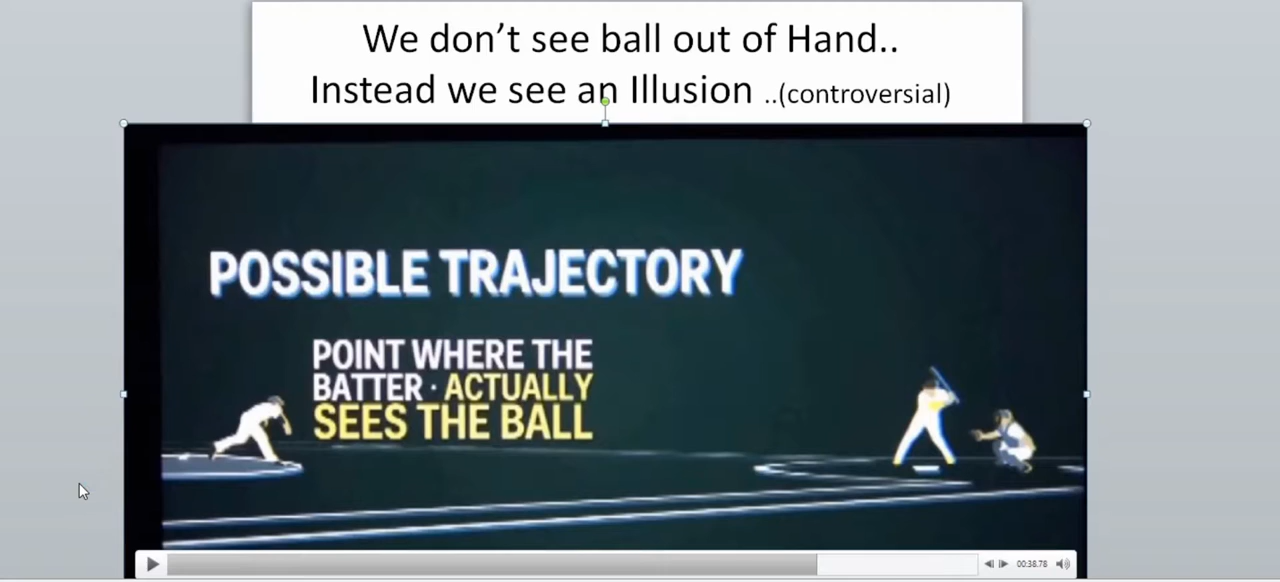 We don't see ball out of Hand..
Instead we see an Illusion ..(controversial)
POSSIBLE TRAJECTORY
POINT WHERE THE
BATTER · ACTUALLY
SEES THE BALL
00:38.78